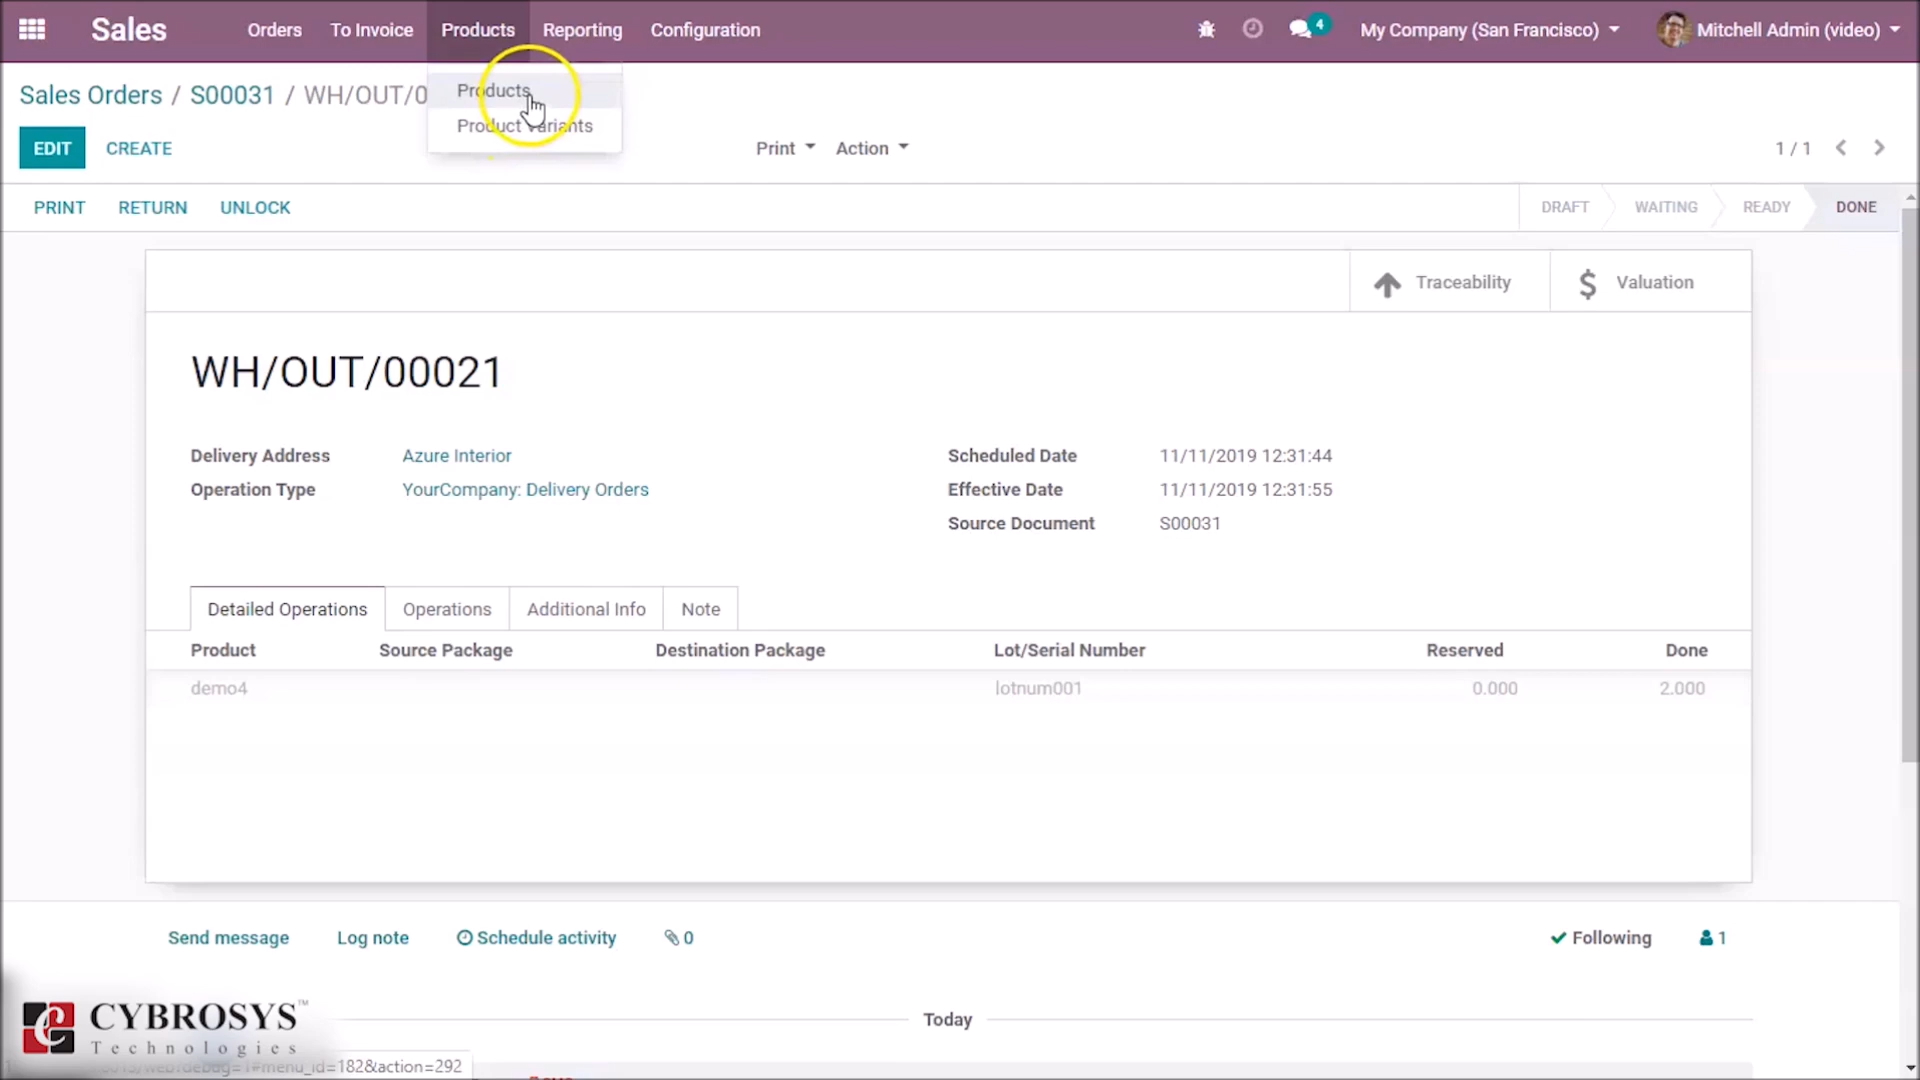 Sales Orders To Invoice Products Reporting Configuration 4 My Company (San Francisco) Mitchell Admin (video)
Products
Product Variants
Sales Orders / S00031 / WH/OUT/0
EDIT CREATE Print Action 1 / 1
PRINT RETURN UNLOCK DRAFT WAITING READY DONE
Traceability $ Valuation
WH/OUT/00021
Delivery Address Azure Interior Scheduled Date 11/11/2019 12:31:44
Operation Type YourCompany: Delivery Orders Effective Date 11/11/2019 12:31:55
Source Document S00031
Detailed Operations Operations Additional Info Note
Product Source Package Destination Package Lot/Serial Number Reserved Done
demo4 lotnum001 0.000 2.000
Send message Log note Schedule activity 0 Following 1
CYBROSYS™
Technologies
Today
menu_id=182&action=292